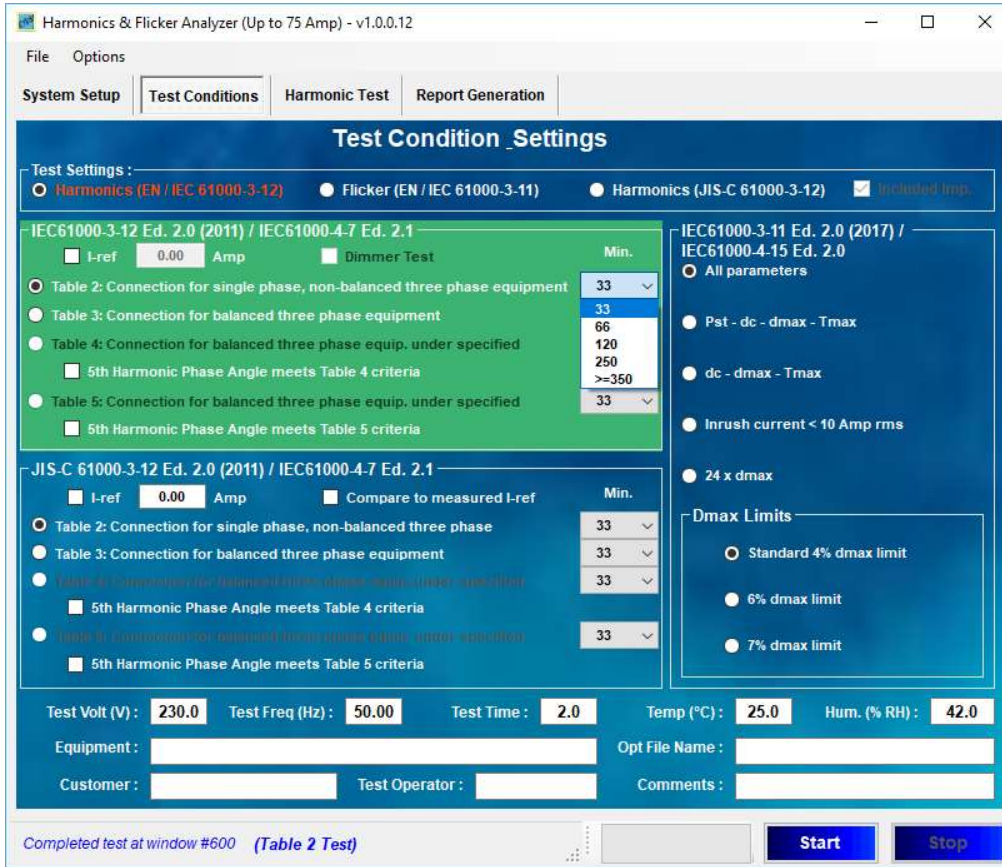 Harmonics & Flicker Analyzer (Up to 75 Amp) - v1.0.0.12
File Options
System Setup Test Conditions Harmonic Test Report Generation
Test Condition _Settings
Test Settings :
Harmonics (EN / IEC 61000-3-12) Flicker (EN / IEC 61000-3-11) Harmonics (JIS-C 61000-3-12) Included Imp.
IEC61000-3-12 Ed. 2.0 (2011) / IEC61000-4-7 Ed. 2.1
I-ref 0.00 Amp Dimmer Test Min.
Table 2: Connection for single phase, non-balanced three phase equipment 33
Table 3: Connection for balanced three phase equipment
Table 4: Connection for balanced three phase equip. under specified
5th Harmonic Phase Angle meets Table 4 criteria
Table 5: Connection for balanced three phase equip. under specified 33
5th Harmonic Phase Angle meets Table 5 criteria
33
66
120
250
>=350
JIS-C 61000-3-12 Ed. 2.0 (2011) / IEC61000-4-7 Ed. 2.1
I-ref 0.00 Amp Compare to measured I-ref Min.
Table 2: Connection for single phase, non-balanced three phase 33
Table 3: Connection for balanced three phase equipment 33
Table 4: Connection for balanced three phase equip. under specified 33
5th Harmonic Phase Angle meets Table 4 criteria
Table 5: Connection for balanced three phase equip. under specified 33
5th Harmonic Phase Angle meets Table 5 criteria
IEC61000-3-11 Ed. 2.0 (2017) /
IEC61000-4-15 Ed. 2.0
All parameters
Pst - dc - dmax - Tmax
dc - dmax - Tmax
Inrush current < 10 Amp rms
24 x dmax
Dmax Limits
Standard 4% dmax limit
6% dmax limit
7% dmax limit
Test Volt (V) : 230.0 Test Freq (Hz) : 50.00 Test Time : 2.0 Temp (°C) : 25.0 Hum. (% RH) : 42.0
Equipment : Opt File Name :
Customer : Test Operator : Comments :
Completed test at window #600 (Table 2 Test) Start Stop